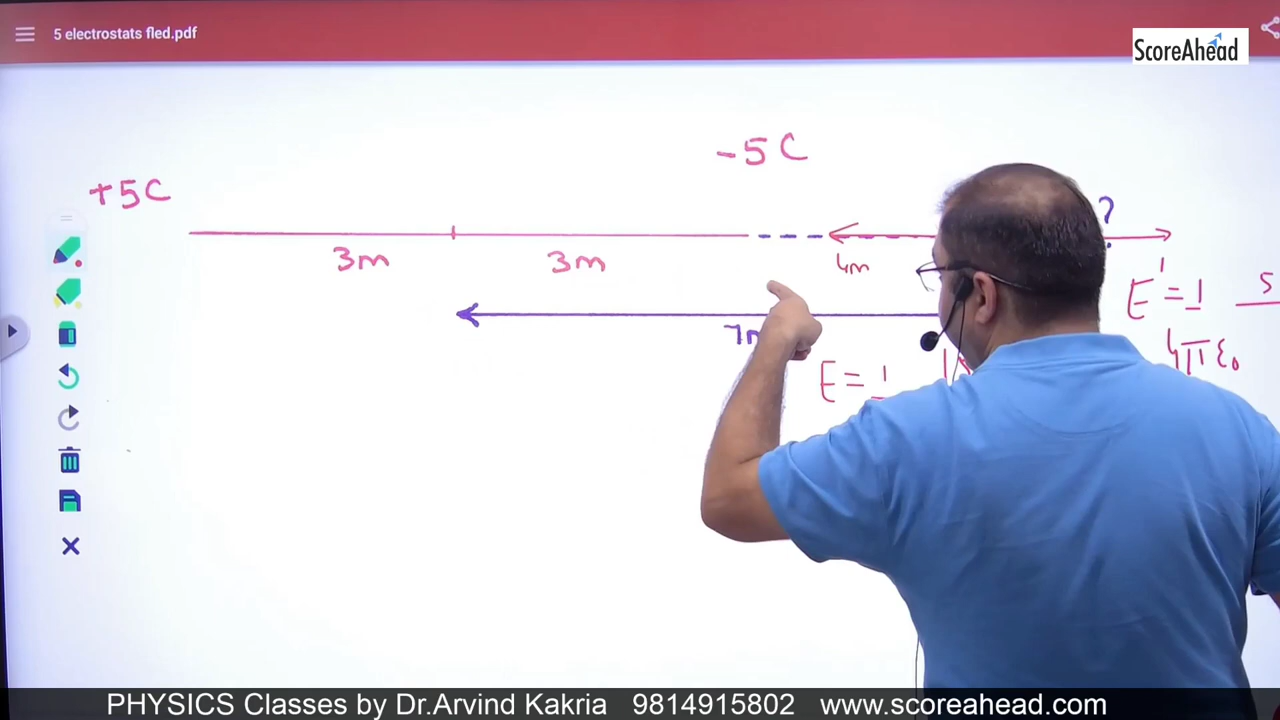 5 electrostats fled.pdf
ScoreAhead
-5C
+5C
?
3m
3m
4m
E' = 1 5
4πε₀
E = 1
PHYSICS Classes by Dr.Arvind Kakria 9814915802 www.scoreahead.com